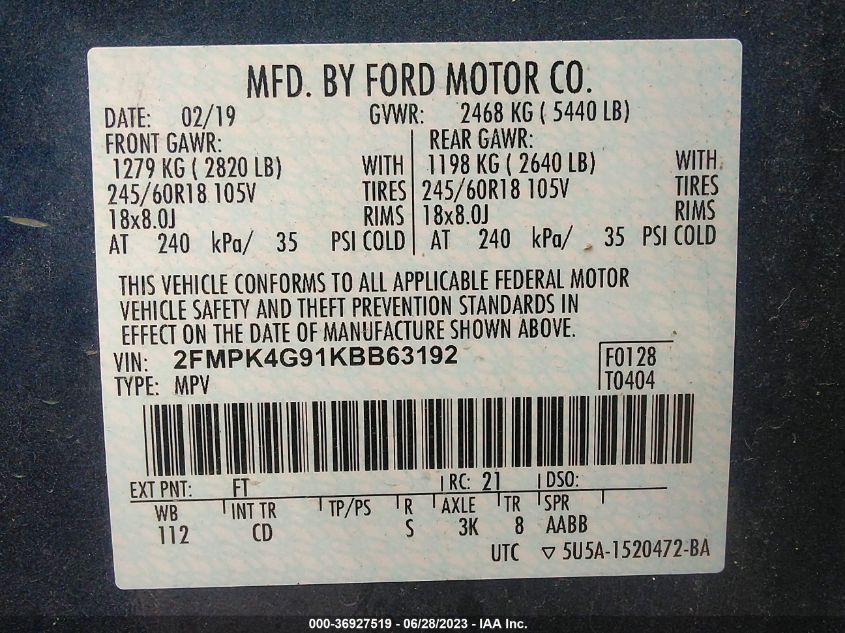 MFD. BY FORD MOTOR CO.
DATE: 02/19 GVWR: 2468 KG ( 5440 LB)
FRONT GAWR: REAR GAWR:
1279 KG ( 2820 LB) WITH 1198 KG ( 2640 LB) WITH
245/60R18 105V TIRES 245/60R18 105V TIRES
18x8.0J RIMS 18x8.0J RIMS
AT 240 kPa/ 35 PSI COLD AT 240 kPa/ 35 PSI COLD
THIS VEHICLE CONFORMS TO ALL APPLICABLE FEDERAL MOTOR
VEHICLE SAFETY AND THEFT PREVENTION STANDARDS IN
EFFECT ON THE DATE OF MANUFACTURE SHOWN ABOVE.
VIN: 2FMPK4G91KBB63192 F0128
TYPE: MPV T0404
EXT PNT: FT RC: 21 DSO:
WB INT TR TP/PS R AXLE TR SPR
112 CD S 3K 8 AABB
UTC ▽ 5U5A-1520472-BA
000-36927519 - 06/28/2023 - IAA Inc.